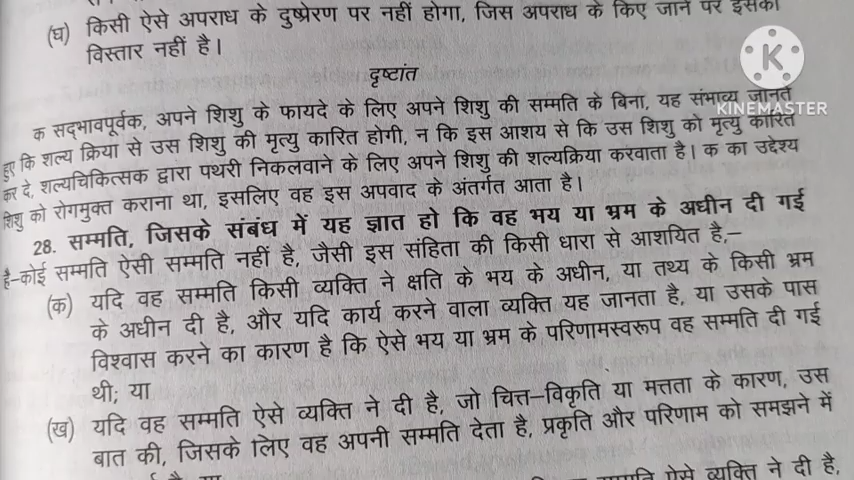 (घ) किसी ऐसे अपराध के दुष्प्रेरण पर नहीं होगा, जिस अपराध के किए जाने पर इसका
विस्तार नहीं है।
KINEMASTER
दृष्टांत
क सद्भावपूर्वक, अपने शिशु के फायदे के लिए अपने शिशु की सम्मति के बिना, यह संभाव्य जानते
हुए कि शल्य क्रिया से उस शिशु की मृत्यु कारित होगी, न कि इस आशय से कि उस शिशु को मृत्यु कारित
कर दे, शल्यचिकित्सक द्वारा पथरी निकलवाने के लिए अपने शिशु की शल्यक्रिया करवाता है। क का उद्देश्य
शिशु को रोगमुक्त कराना था, इसलिए वह इस अपवाद के अंतर्गत आता है।
28. सम्मति, जिसके संबंध में यह ज्ञात हो कि वह भय या भ्रम के अधीन दी गई
है–कोई सम्मति ऐसी सम्मति नहीं है, जैसी इस संहिता की किसी धारा से आशयित है,–
(क) यदि वह सम्मति किसी व्यक्ति ने क्षति के भय के अधीन, या तथ्य के किसी भ्रम
के अधीन दी है, और यदि कार्य करने वाला व्यक्ति यह जानता है, या उसके पास
विश्वास करने का कारण है कि ऐसे भय या भ्रम के परिणामस्वरूप वह सम्मति दी गई
थी; या
(ख) यदि वह सम्मति ऐसे व्यक्ति ने दी है, जो चित्त–विकृति या मत्तता के कारण, उस
बात की, जिसके लिए वह अपनी सम्मति देता है, प्रकृति और परिणाम को समझने में
सम्मति ऐसे व्यक्ति ने दी है,